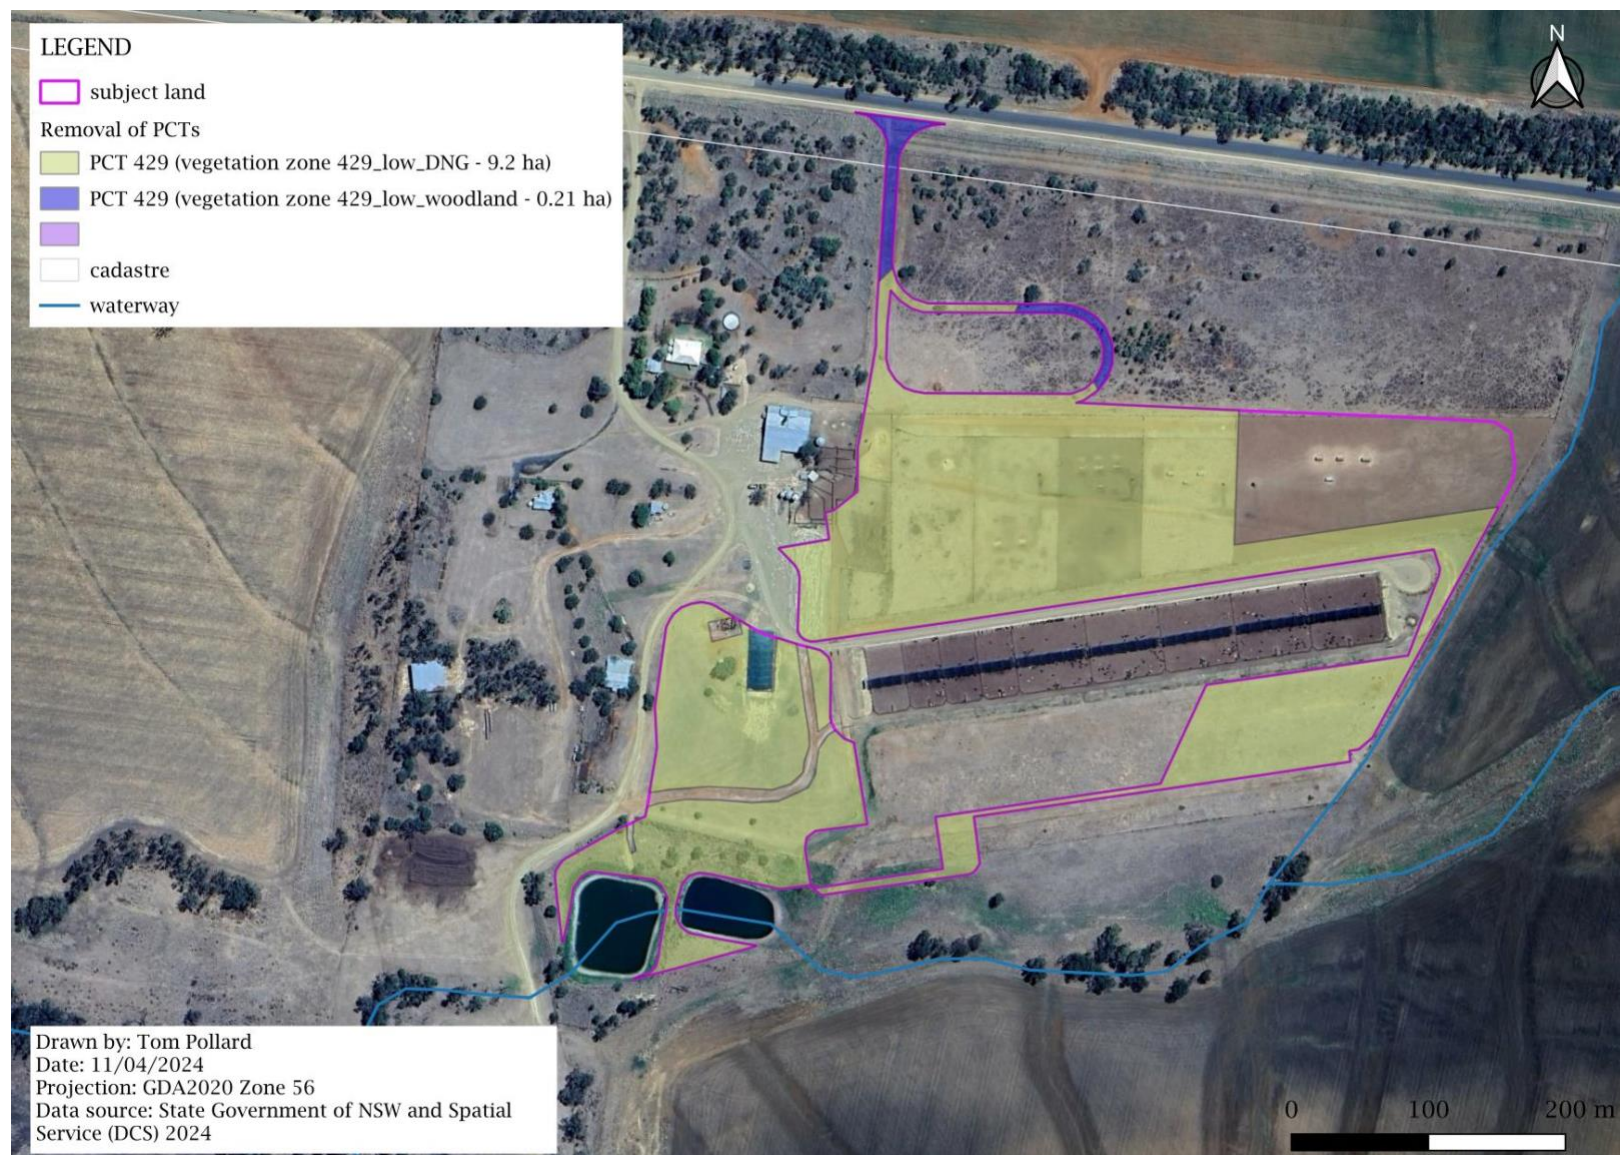 LEGEND
subject land
Removal of PCTs
PCT 429 (vegetation zone 429_low_DNG - 9.2 ha)
PCT 429 (vegetation zone 429_low_woodland - 0.21 ha)
cadastre
waterway
N
Drawn by: Tom Pollard
Date: 11/04/2024
Projection: GDA2020 Zone 56
Data source: State Government of NSW and Spatial
Service (DCS) 2024
0 100 200 m